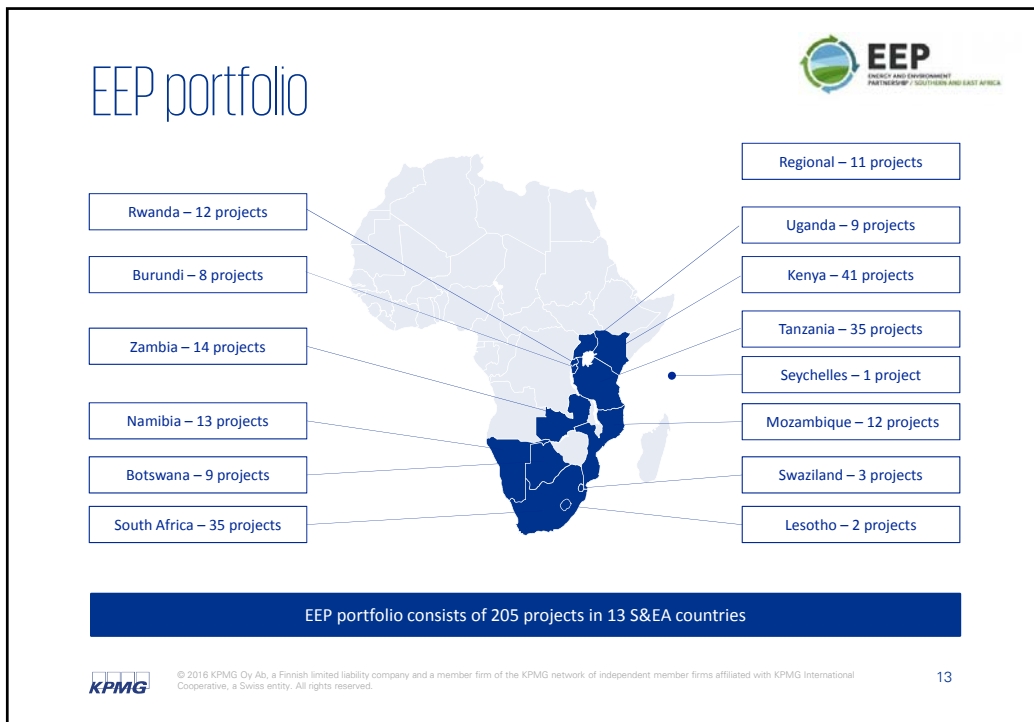 EEP portfolio
EEP
ENERGY AND ENVIRONMENT
PARTNERSHIP / SOUTHERN AND EAST AFRICA
Regional – 11 projects
Rwanda – 12 projects
Uganda – 9 projects
Burundi – 8 projects
Kenya – 41 projects
Zambia – 14 projects
Tanzania – 35 projects
Seychelles – 1 project
Namibia – 13 projects
Mozambique – 12 projects
Botswana – 9 projects
Swaziland – 3 projects
South Africa – 35 projects
Lesotho – 2 projects
EEP portfolio consists of 205 projects in 13 S&EA countries
KPMG
© 2016 KPMG Oy Ab, a Finnish limited liability company and a member firm of the KPMG network of independent member firms affiliated with KPMG International
Cooperative, a Swiss entity. All rights reserved.
13